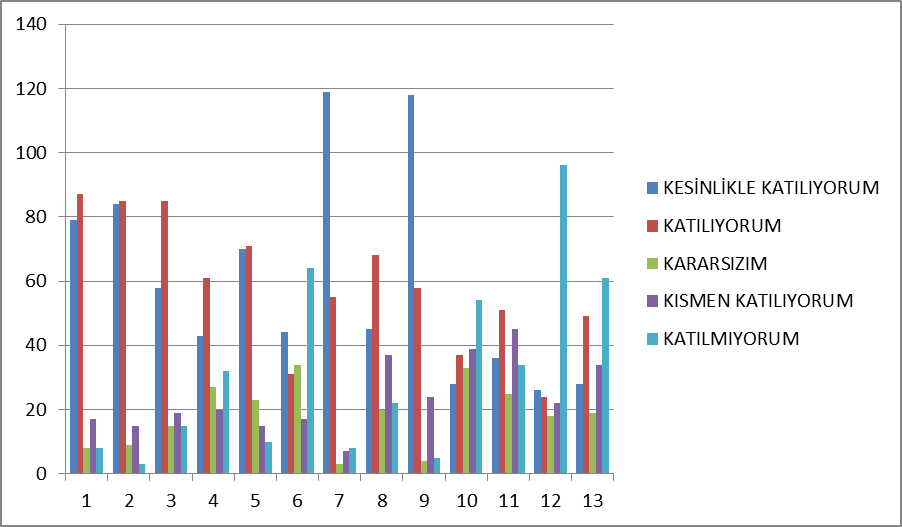 140
120
100
80
60
40
20
0
1 2 3 4 5 6 7 8 9 10 11 12 13
KESİNLİKLE KATILIYORUM
KATILIYORUM
KARARSIZIM
KISMEN KATILIYORUM
KATILMIYORUM